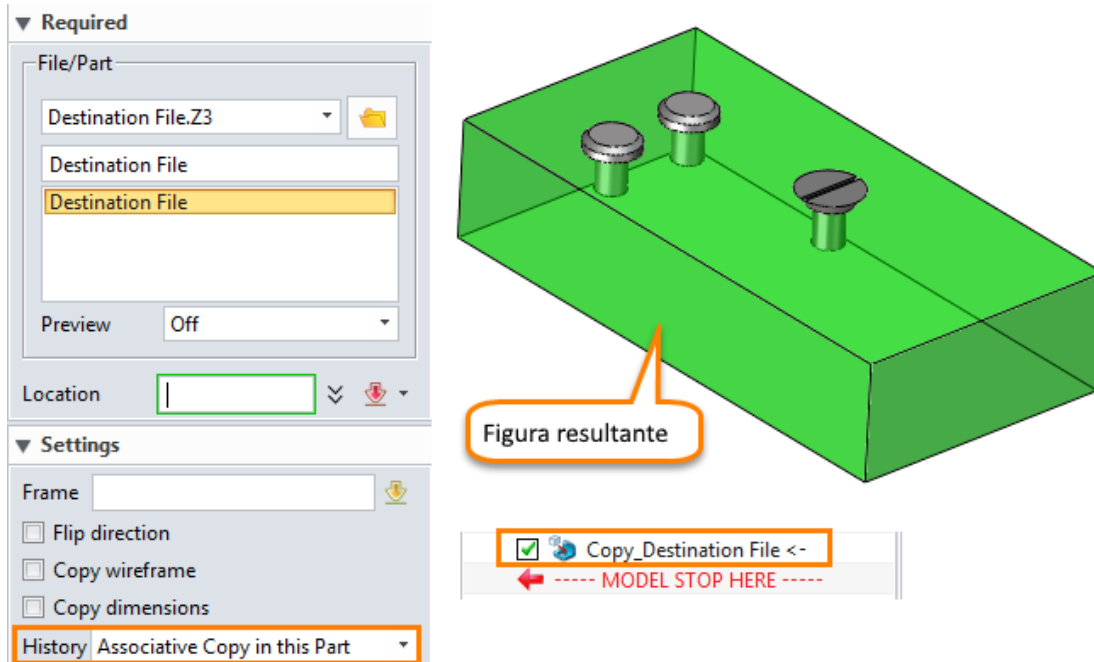 Required
File/Part
Destination File.Z3
Destination File
Destination File
Preview Off
Location
Settings
Frame
Flip direction
Copy wireframe
Copy dimensions
History Associative Copy in this Part
Figura resultante
Copy_Destination File <-
----- MODEL STOP HERE -----